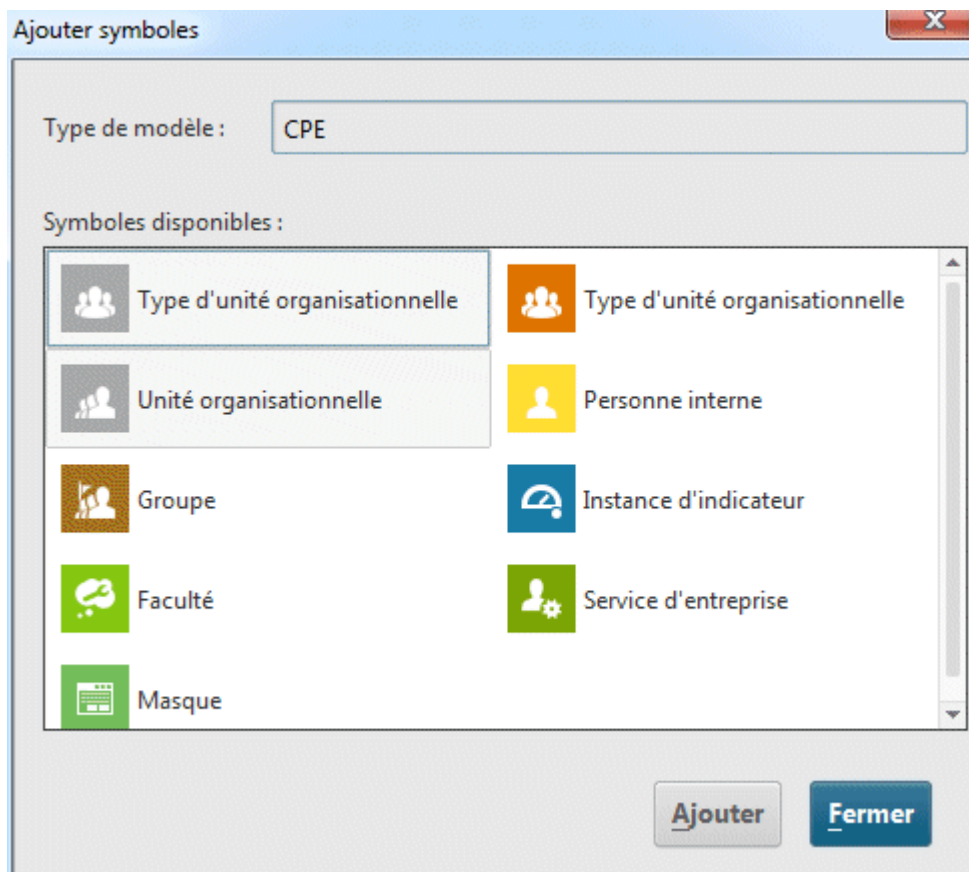 Ajouter symboles
Type de modèle : CPE
Symboles disponibles :
Type d'unité organisationnelle Type d'unité organisationnelle
Unité organisationnelle Personne interne
Groupe Instance d'indicateur
Faculté Service d'entreprise
Masque
Ajouter Fermer